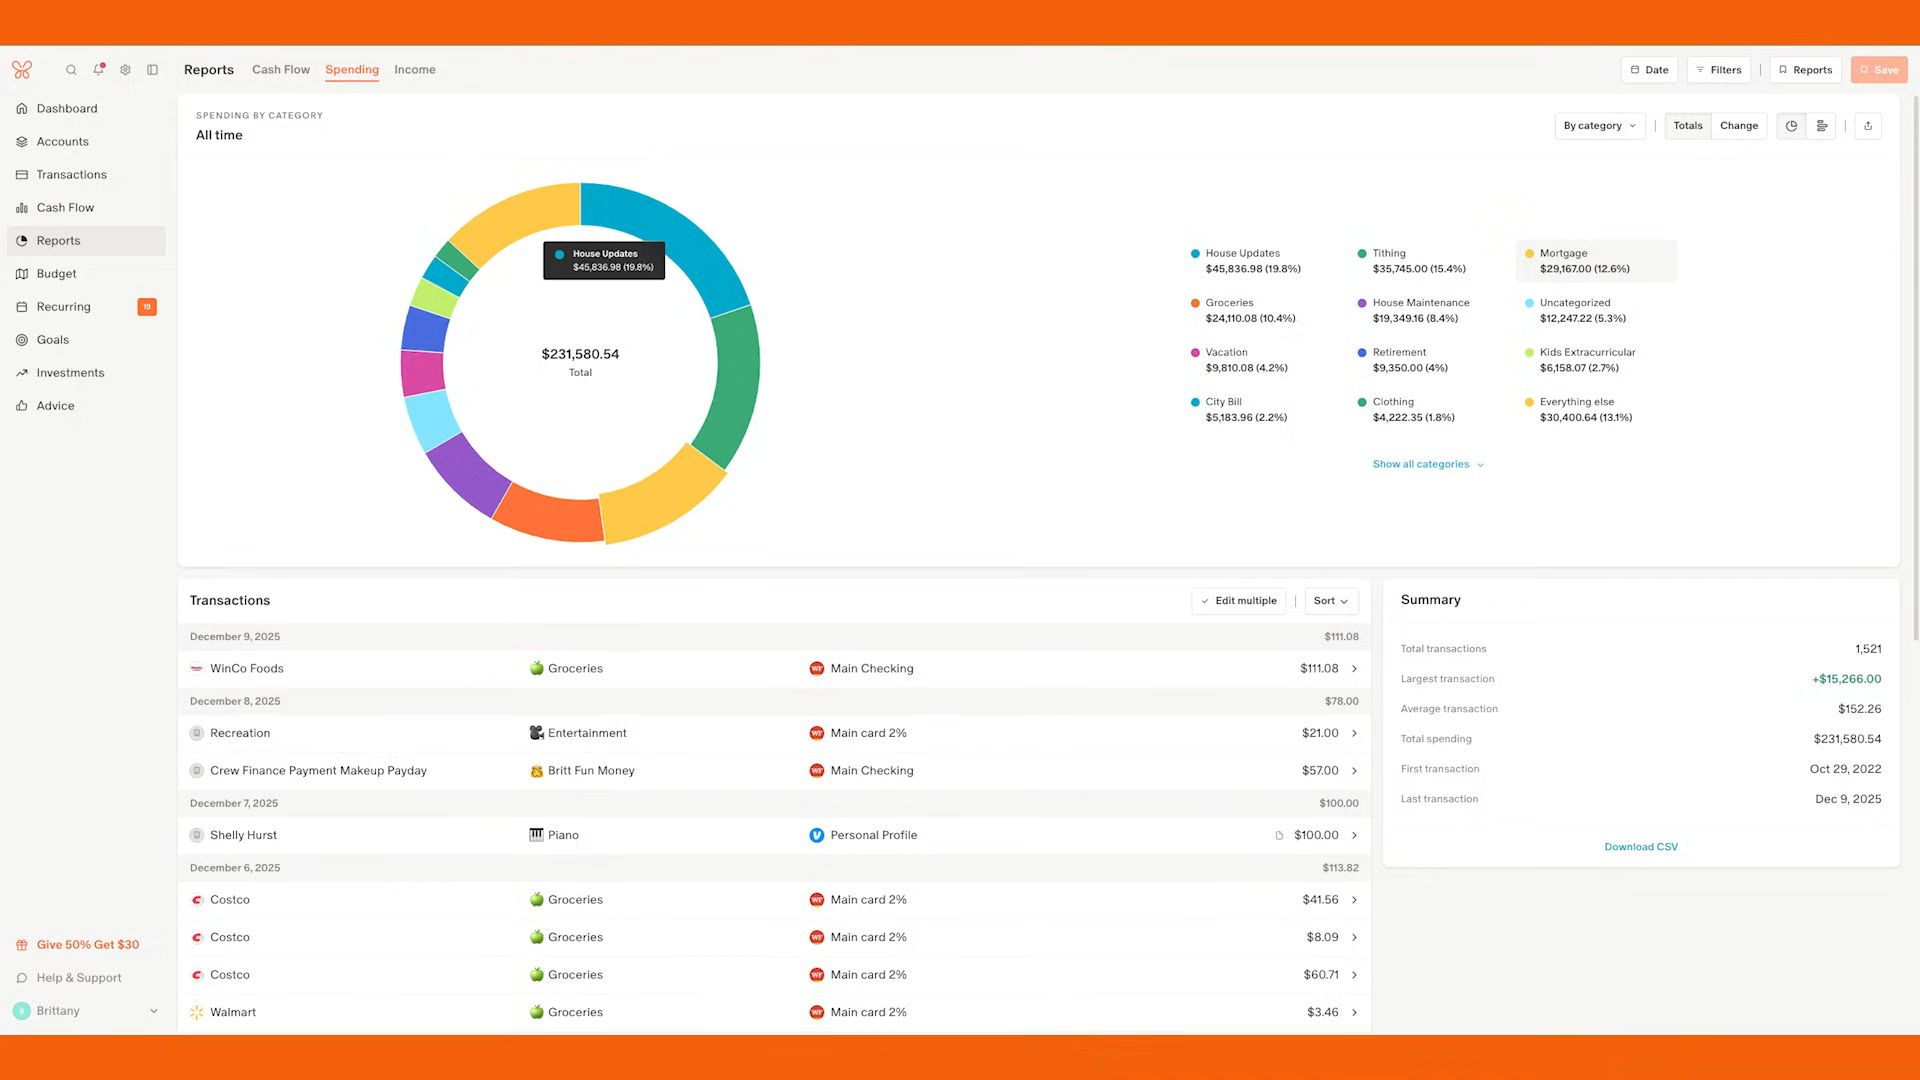 Reports
Cash Flow
Spending
Income
Date
Filters
Reports
Save
Dashboard
Accounts
Transactions
Cash Flow
Reports
Budget
Recurring
19
Goals
Investments
Advice
Give 50% Get $30
Help & Support
Brittany
SPENDING BY CATEGORY
All time
By category
Totals
Change
House Updates
$45,836.98 (19.8%)
$231,580.54
Total
House Updates
$45,836.98 (19.8%)
Tithing
$35,745.00 (15.4%)
Mortgage
$29,167.00 (12.6%)
Groceries
$24,110.08 (10.4%)
House Maintenance
$19,349.16 (8.4%)
Uncategorized
$12,247.22 (5.3%)
Vacation
$9,810.08 (4.2%)
Retirement
$9,350.00 (4%)
Kids Extracurricular
$6,158.07 (2.7%)
City Bill
$5,183.96 (2.2%)
Clothing
$4,222.35 (1.8%)
Everything else
$30,400.64 (13.1%)
Show all categories
Transactions
Edit multiple
Sort
December 9, 2025 $111.08
WinCo Foods Groceries WF Main Checking $111.08
December 8, 2025 $78.00
Recreation Entertainment WF Main card 2% $21.00
Crew Finance Payment Makeup Payday Britt Fun Money WF Main Checking $57.00
December 7, 2025 $100.00
Shelly Hurst Piano Personal Profile $100.00
December 6, 2025 $113.82
Costco Groceries WF Main card 2% $41.56
Costco Groceries WF Main card 2% $8.09
Costco Groceries WF Main card 2% $60.71
Walmart Groceries WF Main card 2% $3.46
Summary
Total transactions 1,521
Largest transaction +$15,266.00
Average transaction $152.26
Total spending $231,580.54
First transaction Oct 29, 2022
Last transaction Dec 9, 2025
Download CSV